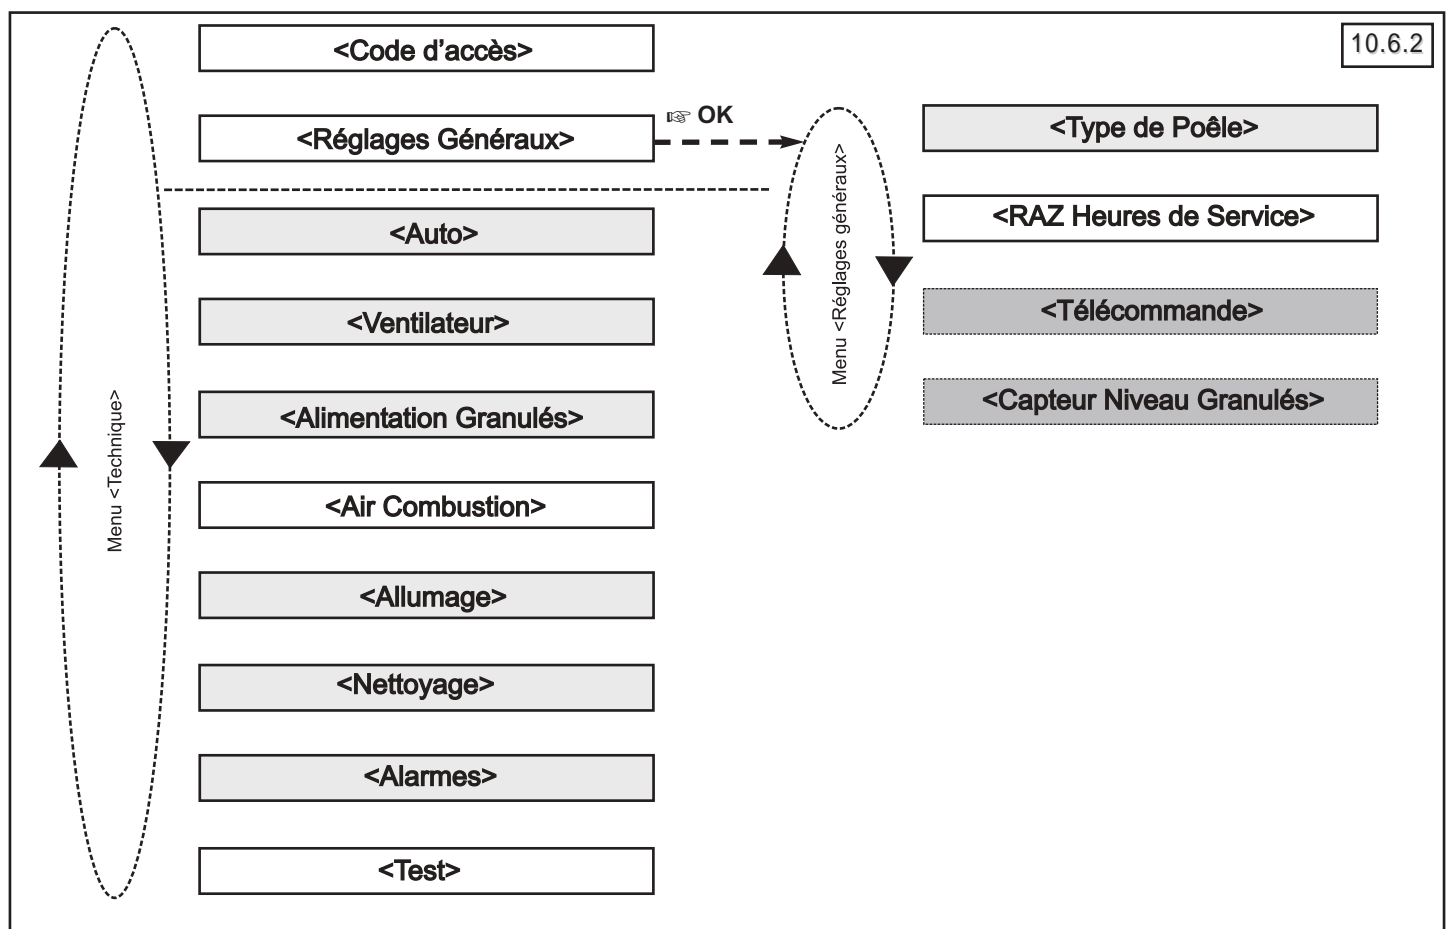 10.6.2
<Code d'accès>
<Réglages Généraux>
☞ OK
<Auto>
<Ventilateur>
<Alimentation Granulés>
<Air Combustion>
<Allumage>
<Nettoyage>
<Alarmes>
<Test>
Menu <Technique>
Menu <Réglages généraux>
<Type de Poêle>
<RAZ Heures de Service>
<Télécommande>
<Capteur Niveau Granulés>